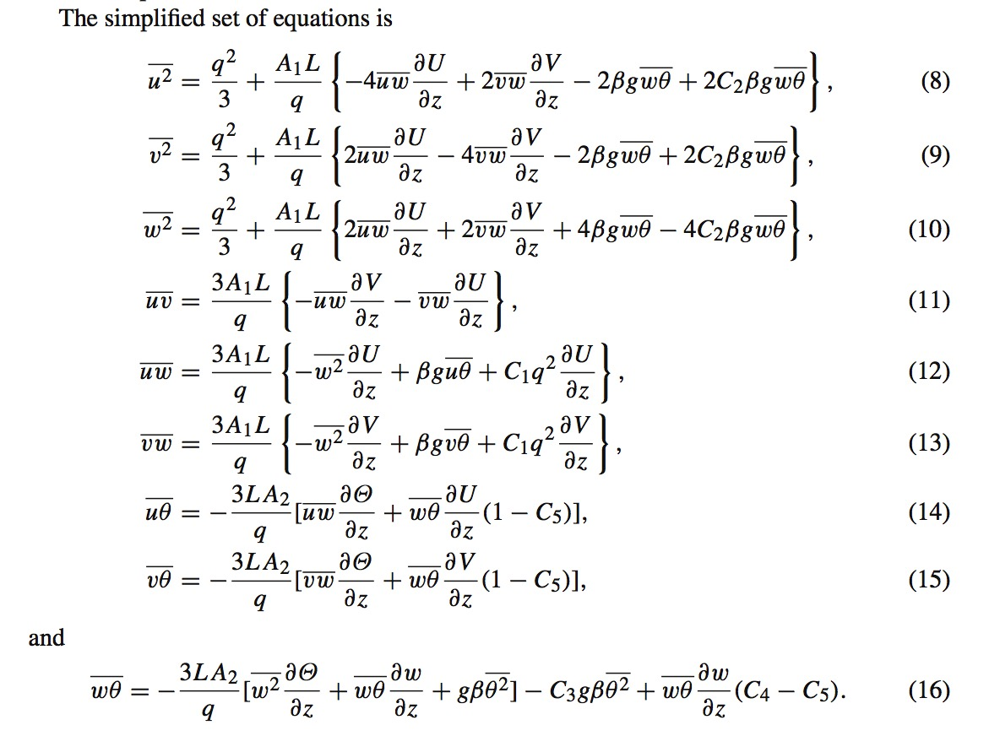 The simplified set of equations is
$\overline{u^2} = \frac{q^2}{3} + \frac{A_1 L}{q} \left\{ -4\overline{uw}\frac{\partial U}{\partial z} + 2\overline{vw}\frac{\partial V}{\partial z} - 2\beta g\overline{w\theta} + 2C_2\beta g\overline{w\theta} \right\},$ (8)
$\overline{v^2} = \frac{q^2}{3} + \frac{A_1 L}{q} \left\{ 2\overline{uw}\frac{\partial U}{\partial z} - 4\overline{vw}\frac{\partial V}{\partial z} - 2\beta g\overline{w\theta} + 2C_2\beta g\overline{w\theta} \right\},$ (9)
$\overline{w^2} = \frac{q^2}{3} + \frac{A_1 L}{q} \left\{ 2\overline{uw}\frac{\partial U}{\partial z} + 2\overline{vw}\frac{\partial V}{\partial z} + 4\beta g\overline{w\theta} - 4C_2\beta g\overline{w\theta} \right\},$ (10)
$\overline{uv} = \frac{3A_1 L}{q} \left\{ -\overline{uw}\frac{\partial V}{\partial z} - \overline{vw}\frac{\partial U}{\partial z} \right\},$ (11)
$\overline{uw} = \frac{3A_1 L}{q} \left\{ -\overline{w^2}\frac{\partial U}{\partial z} + \beta g\overline{u\theta} + C_1 q^2\frac{\partial U}{\partial z} \right\},$ (12)
$\overline{vw} = \frac{3A_1 L}{q} \left\{ -\overline{w^2}\frac{\partial V}{\partial z} + \beta g\overline{v\theta} + C_1 q^2\frac{\partial V}{\partial z} \right\},$ (13)
$\overline{u\theta} = -\frac{3LA_2}{q} [\overline{uw}\frac{\partial \Theta}{\partial z} + \overline{w\theta}\frac{\partial U}{\partial z}(1 - C_5)],$ (14)
$\overline{v\theta} = -\frac{3LA_2}{q} [\overline{vw}\frac{\partial \Theta}{\partial z} + \overline{w\theta}\frac{\partial V}{\partial z}(1 - C_5)],$ (15)
and
$\overline{w\theta} = -\frac{3LA_2}{q} [\overline{w^2}\frac{\partial \Theta}{\partial z} + \overline{w\theta}\frac{\partial w}{\partial z} + g\beta\overline{\theta^2}] - C_3 g\beta\overline{\theta^2} + \overline{w\theta}\frac{\partial w}{\partial z}(C_4 - C_5).$ (16)